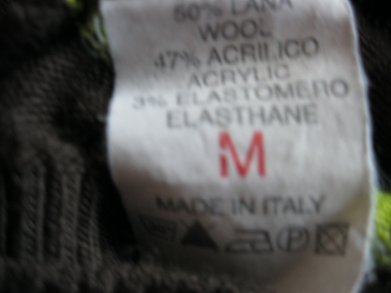 50% LANA
WOOL
47% ACRILICO
ACRYLIC
3% ELASTOMERO
ELASTHANE
M
MADE IN ITALY